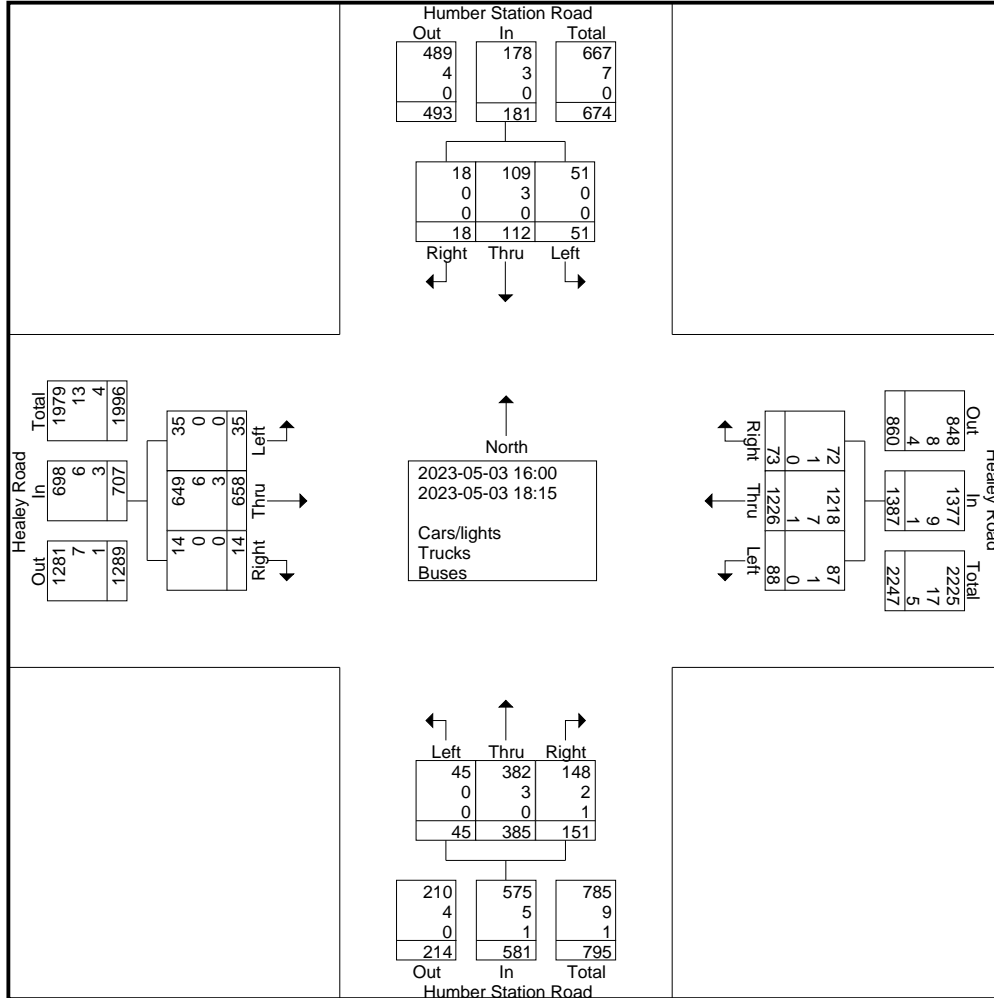 Humber Station Road
Out In Total
489 178 667
4 3 7
0 0 0
493 181 674
18 109 51
0 3 0
0 0 0
18 112 51
Right Thru Left
Healey Road
Total
1979
13
4
1996
In
698
6
3
707
Out
1281
7
1
1289
Left
35
0
0
35
Thru
649
6
3
658
Right
14
0
0
14
North
2023-05-03 16:00
2023-05-03 18:15
Cars/lights
Trucks
Buses
Right
72
1
0
73
Thru
1218
7
1
1226
Left
87
1
0
88
Healey Road
Out
848
8
4
860
In
1377
9
1
1387
Total
2225
17
5
2247
Left Thru Right
45 382 148
0 3 2
0 0 1
45 385 151
210 575 785
4 5 9
0 1 1
214 581 795
Out In Total
Humber Station Road